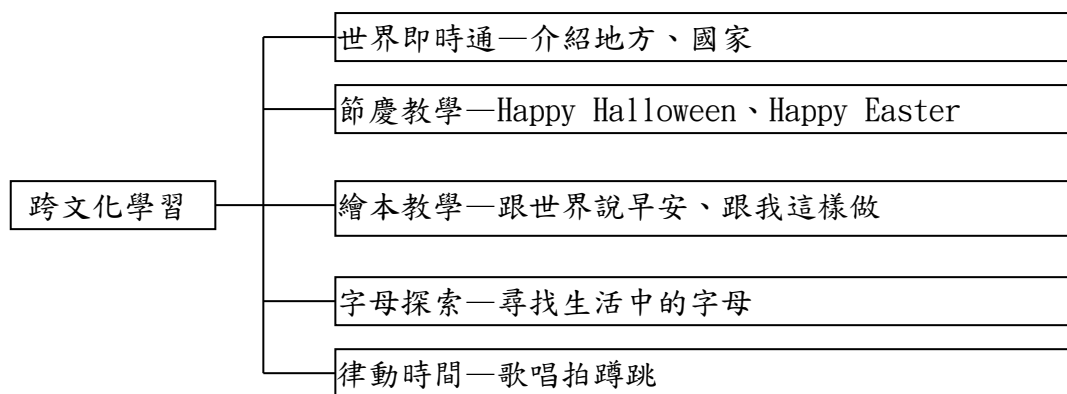 世界即時通—介紹地方、國家
節慶教學—Happy Halloween、Happy Easter
跨文化學習
繪本教學—跟世界說早安、跟我這樣做
字母探索—尋找生活中的字母
律動時間—歌唱拍蹲跳